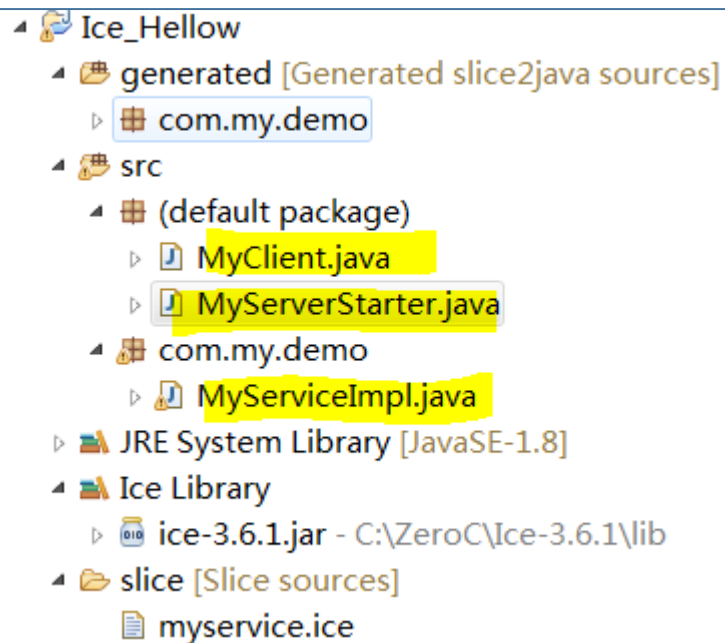 Ice_Hellow
generated [Generated slice2java sources]
com.my.demo
src
(default package)
MyClient.java
MyServerStarter.java
com.my.demo
MyServiceImpl.java
JRE System Library [JavaSE-1.8]
Ice Library
ice-3.6.1.jar - C:\ZeroC\Ice-3.6.1\lib
slice [Slice sources]
myservice.ice